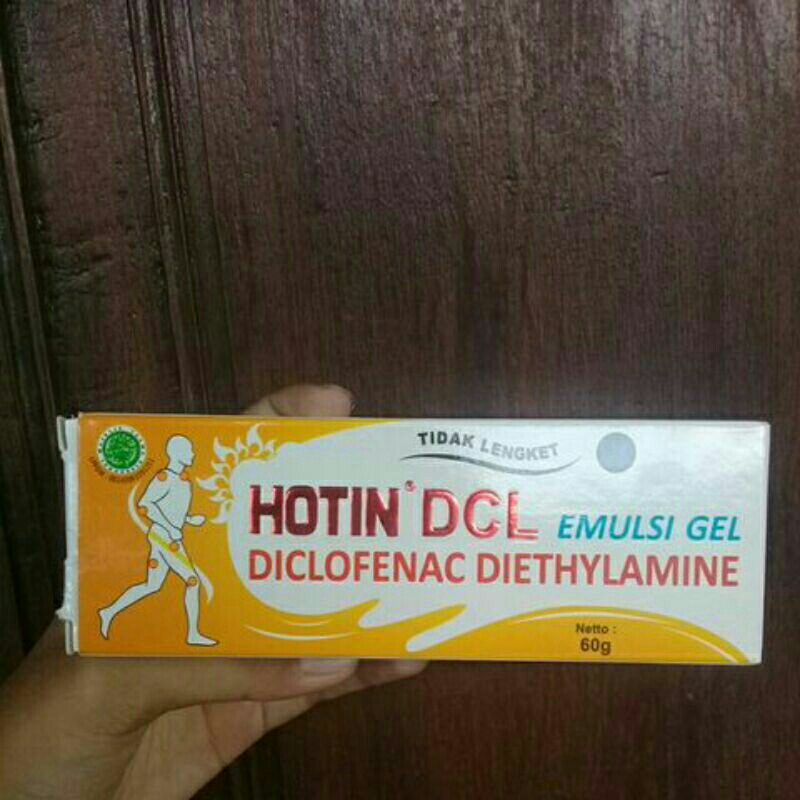 TIDAK LENGKET
HOTIN® DCL EMULSI GEL
DICLOFENAC DIETHYLAMINE
Netto :
60g